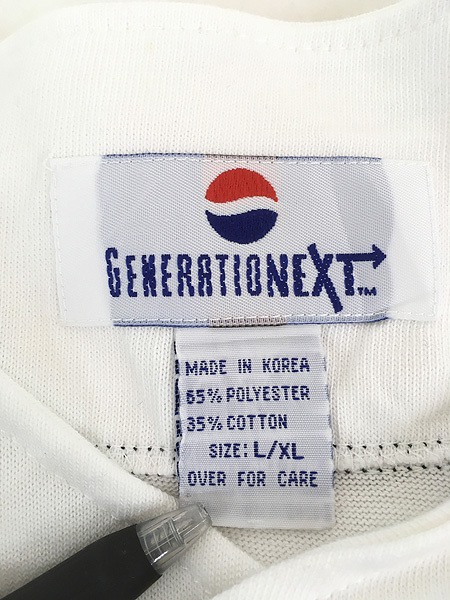 GENERATIONEXT™
MADE IN KOREA
65% POLYESTER
35% COTTON
SIZE: L/XL
OVER FOR CARE